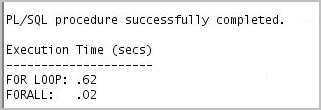 PL/SQL procedure successfully completed.
Execution Time (secs)
---------------------
FOR LOOP: .62
FORALL:   .02